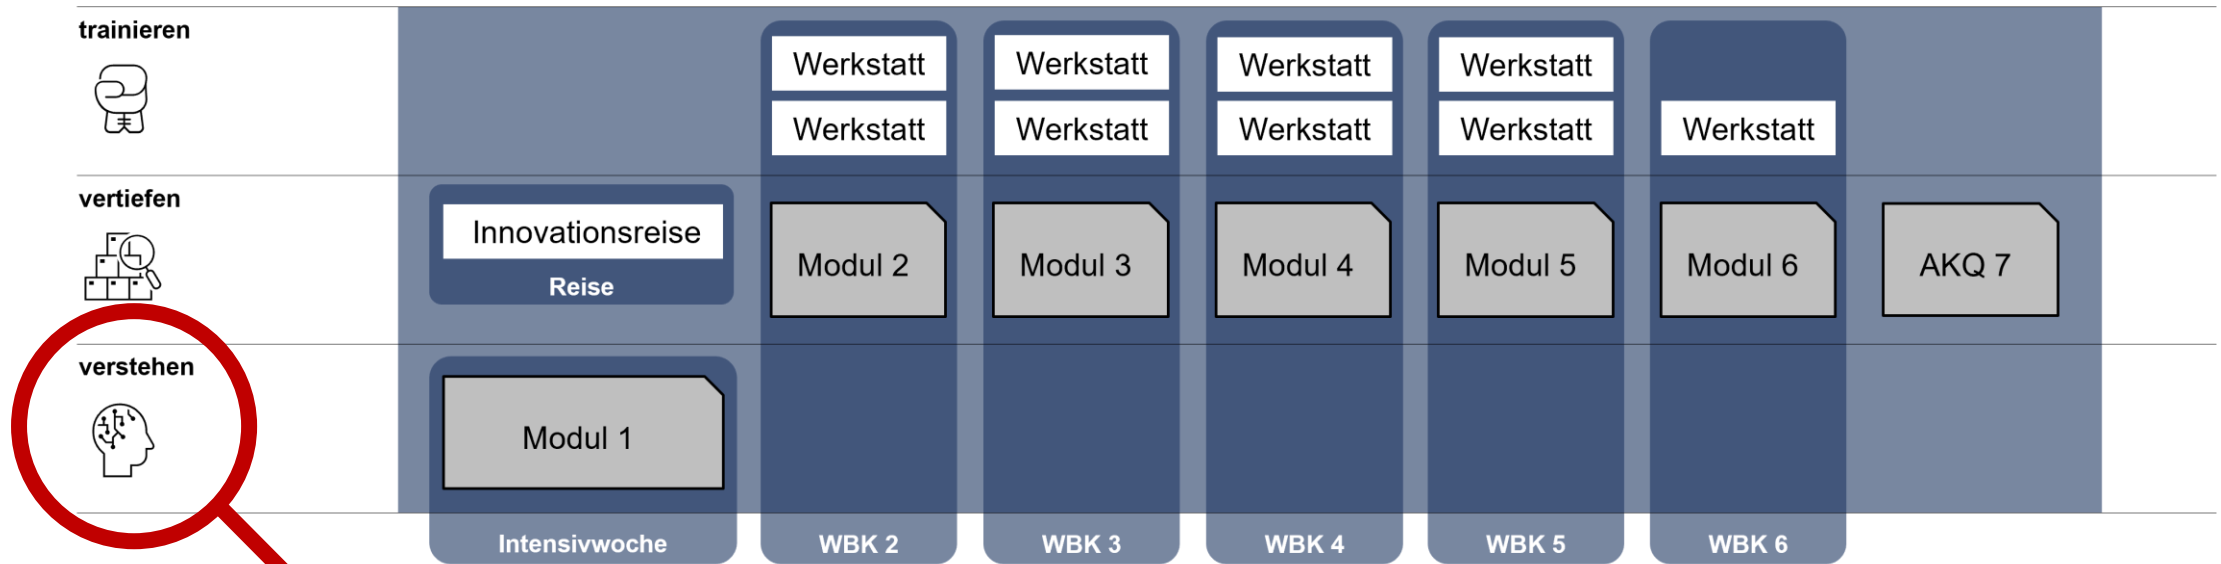 trainieren
Werkstatt Werkstatt Werkstatt Werkstatt
Werkstatt Werkstatt Werkstatt Werkstatt Werkstatt
vertiefen
Innovationsreise
Reise
Modul 2 Modul 3 Modul 4 Modul 5 Modul 6 AKQ 7
verstehen
Modul 1
Intensivwoche WBK 2 WBK 3 WBK 4 WBK 5 WBK 6